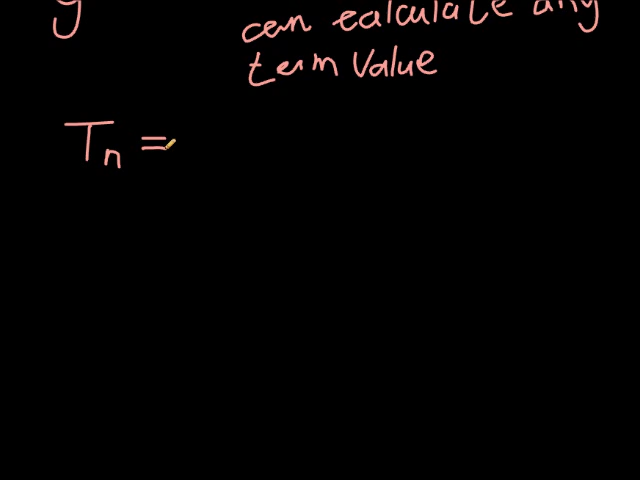 can calculate any
term value
Tn =